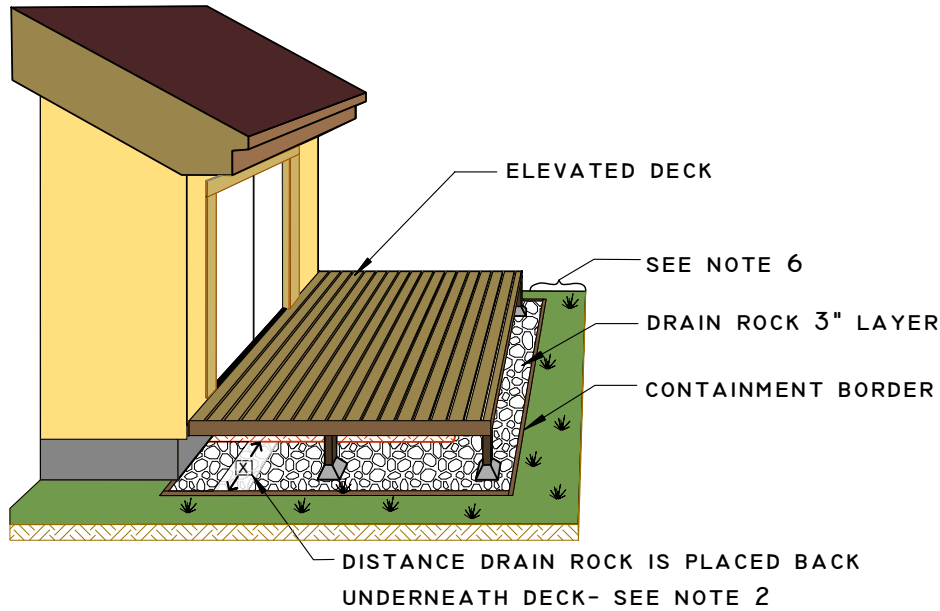 ELEVATED DECK
SEE NOTE 6
DRAIN ROCK 3" LAYER
CONTAINMENT BORDER
X
DISTANCE DRAIN ROCK IS PLACED BACK
UNDERNEATH DECK- SEE NOTE 2